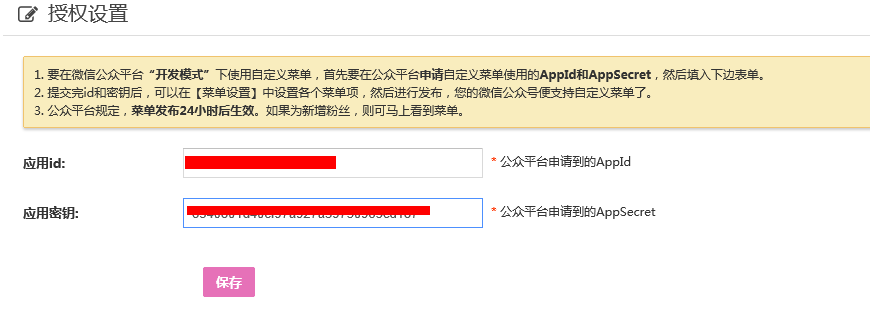 授权设置
1. 要在微信公众平台“开发模式”下使用自定义菜单，首先要在公众平台申请自定义菜单使用的AppId和AppSecret，然后填入下边表单。
2. 提交完id和密钥后，可以在【菜单设置】中设置各个菜单项，然后进行发布，您的微信公众号便支持自定义菜单了。
3. 公众平台规定，菜单发布24小时后生效。如果为新增粉丝，则可马上看到菜单。
应用id: * 公众平台申请到的AppId
应用密钥: * 公众平台申请到的AppSecret
保存